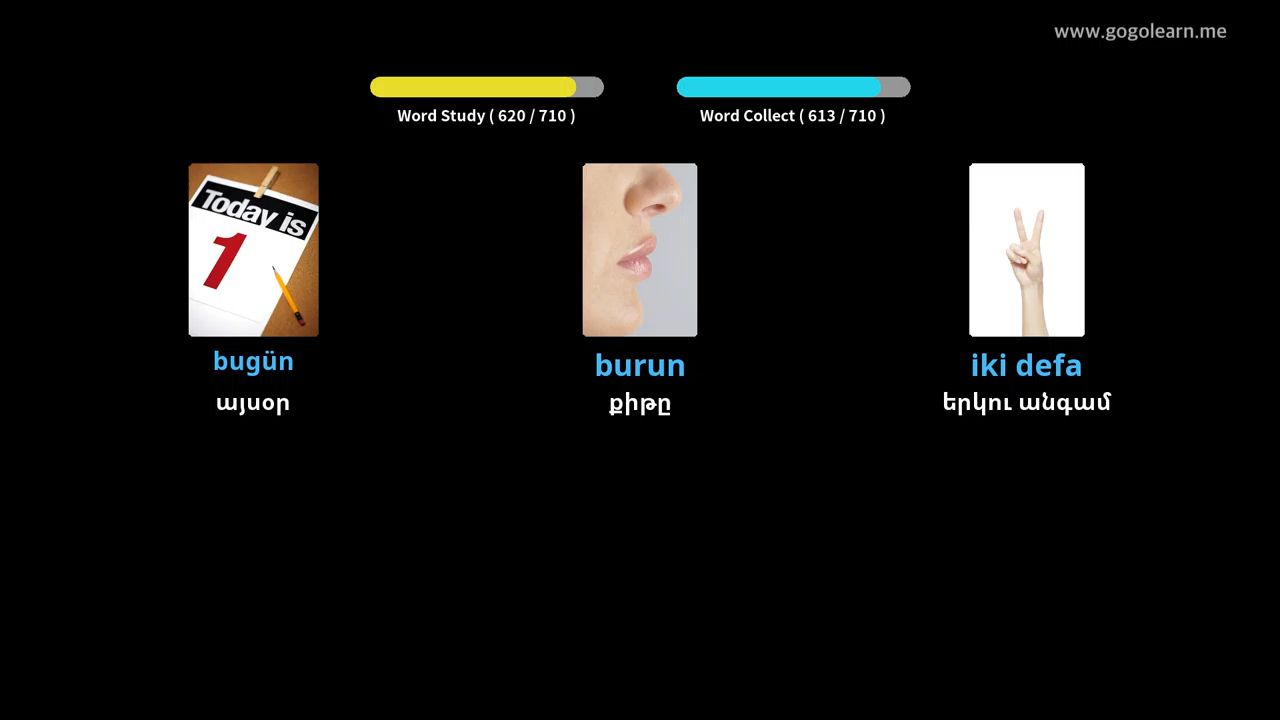 www.gogolearn.me
Word Study ( 620 / 710 )
Word Collect ( 613 / 710 )
Today is
1
bugün
այսօր
burun
քիթը
iki defa
երկու անգամ